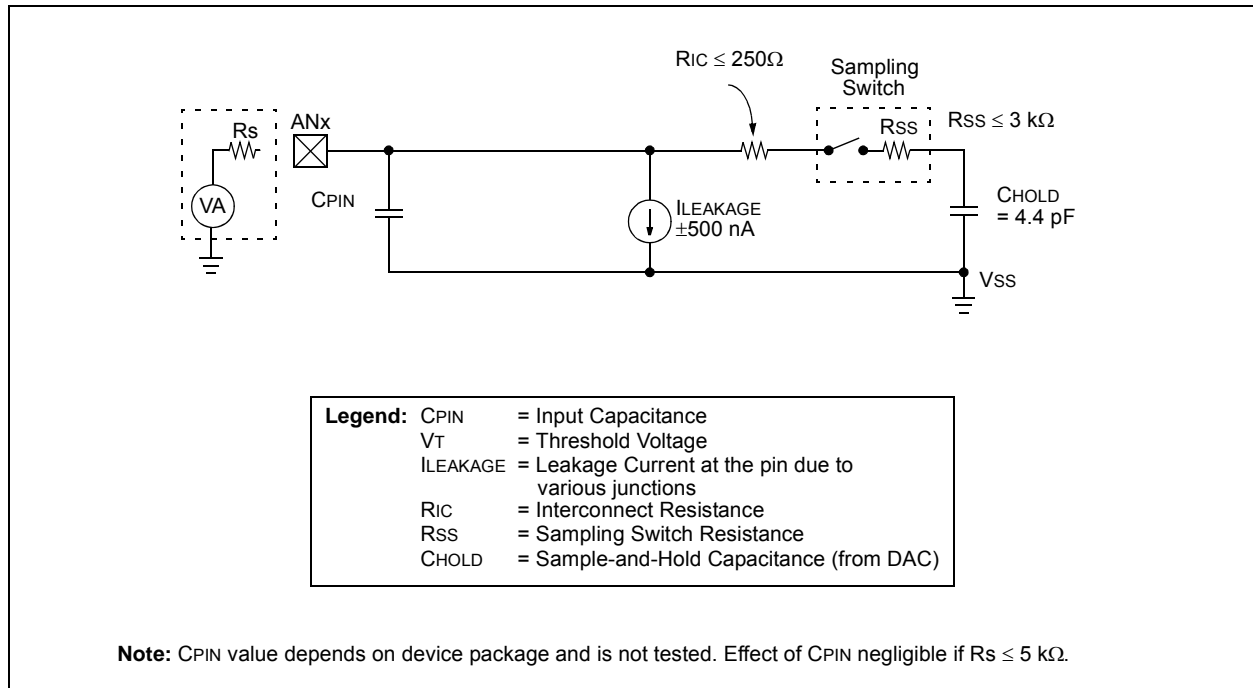 RIC ≤ 250Ω
Sampling
Switch
Rs
ANx
RSS
RSS ≤ 3 kΩ
VA
CPIN
ILEAKAGE
±500 nA
CHOLD
= 4.4 pF
VSS
Legend: CPIN = Input Capacitance
VT = Threshold Voltage
ILEAKAGE = Leakage Current at the pin due to
various junctions
RIC = Interconnect Resistance
RSS = Sampling Switch Resistance
CHOLD = Sample-and-Hold Capacitance (from DAC)
Note: CPIN value depends on device package and is not tested. Effect of CPIN negligible if Rs ≤ 5 kΩ.